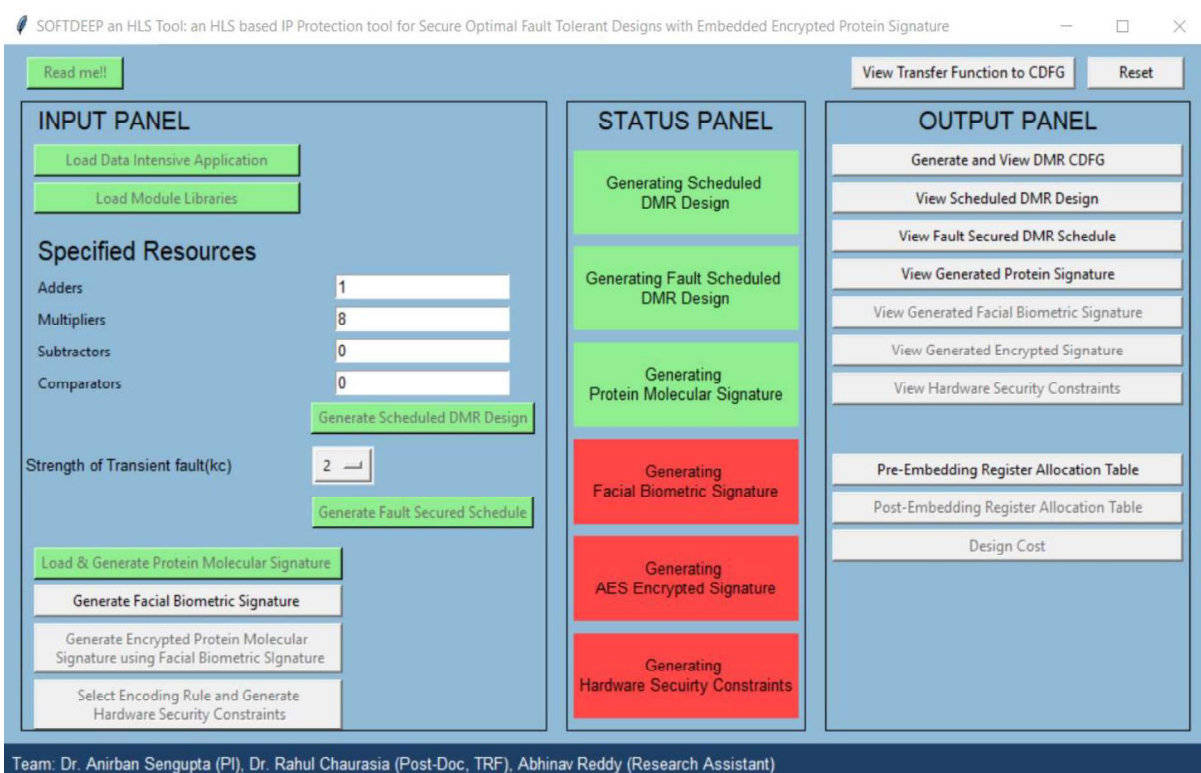 SOFTDEEP an HLS Tool: an HLS based IP Protection tool for Secure Optimal Fault Tolerant Designs with Embedded Encrypted Protein Signature
Read me!!
View Transfer Function to CDFG
Reset
INPUT PANEL
Load Data Intensive Application
Load Module Libraries
Specified Resources
Adders 1
Multipliers 8
Subtractors 0
Comparators 0
Generate Scheduled DMR Design
Strength of Transient fault(kc) 2
Generate Fault Secured Schedule
Load & Generate Protein Molecular Signature
Generate Facial Biometric Signature
Generate Encrypted Protein Molecular
Signature using Facial Biometric SIgnature
Select Encoding Rule and Generate
Hardware Security Constraints
STATUS PANEL
Generating Scheduled
DMR Design
Generating Fault Scheduled
DMR Design
Generating
Protein Molecular Signature
Generating
Facial Biometric Signature
Generating
AES Encrypted Signature
Generating
Hardware Secuirty Constraints
OUTPUT PANEL
Generate and View DMR CDFG
View Scheduled DMR Design
View Fault Secured DMR Schedule
View Generated Protein Signature
View Generated Facial Biometric Signature
View Generated Encrypted Signature
View Hardware Security Constraints
Pre-Embedding Register Allocation Table
Post-Embedding Register Allocation Table
Design Cost
Team: Dr. Anirban Sengupta (PI), Dr. Rahul Chaurasia (Post-Doc, TRF), Abhinav Reddy (Research Assistant)